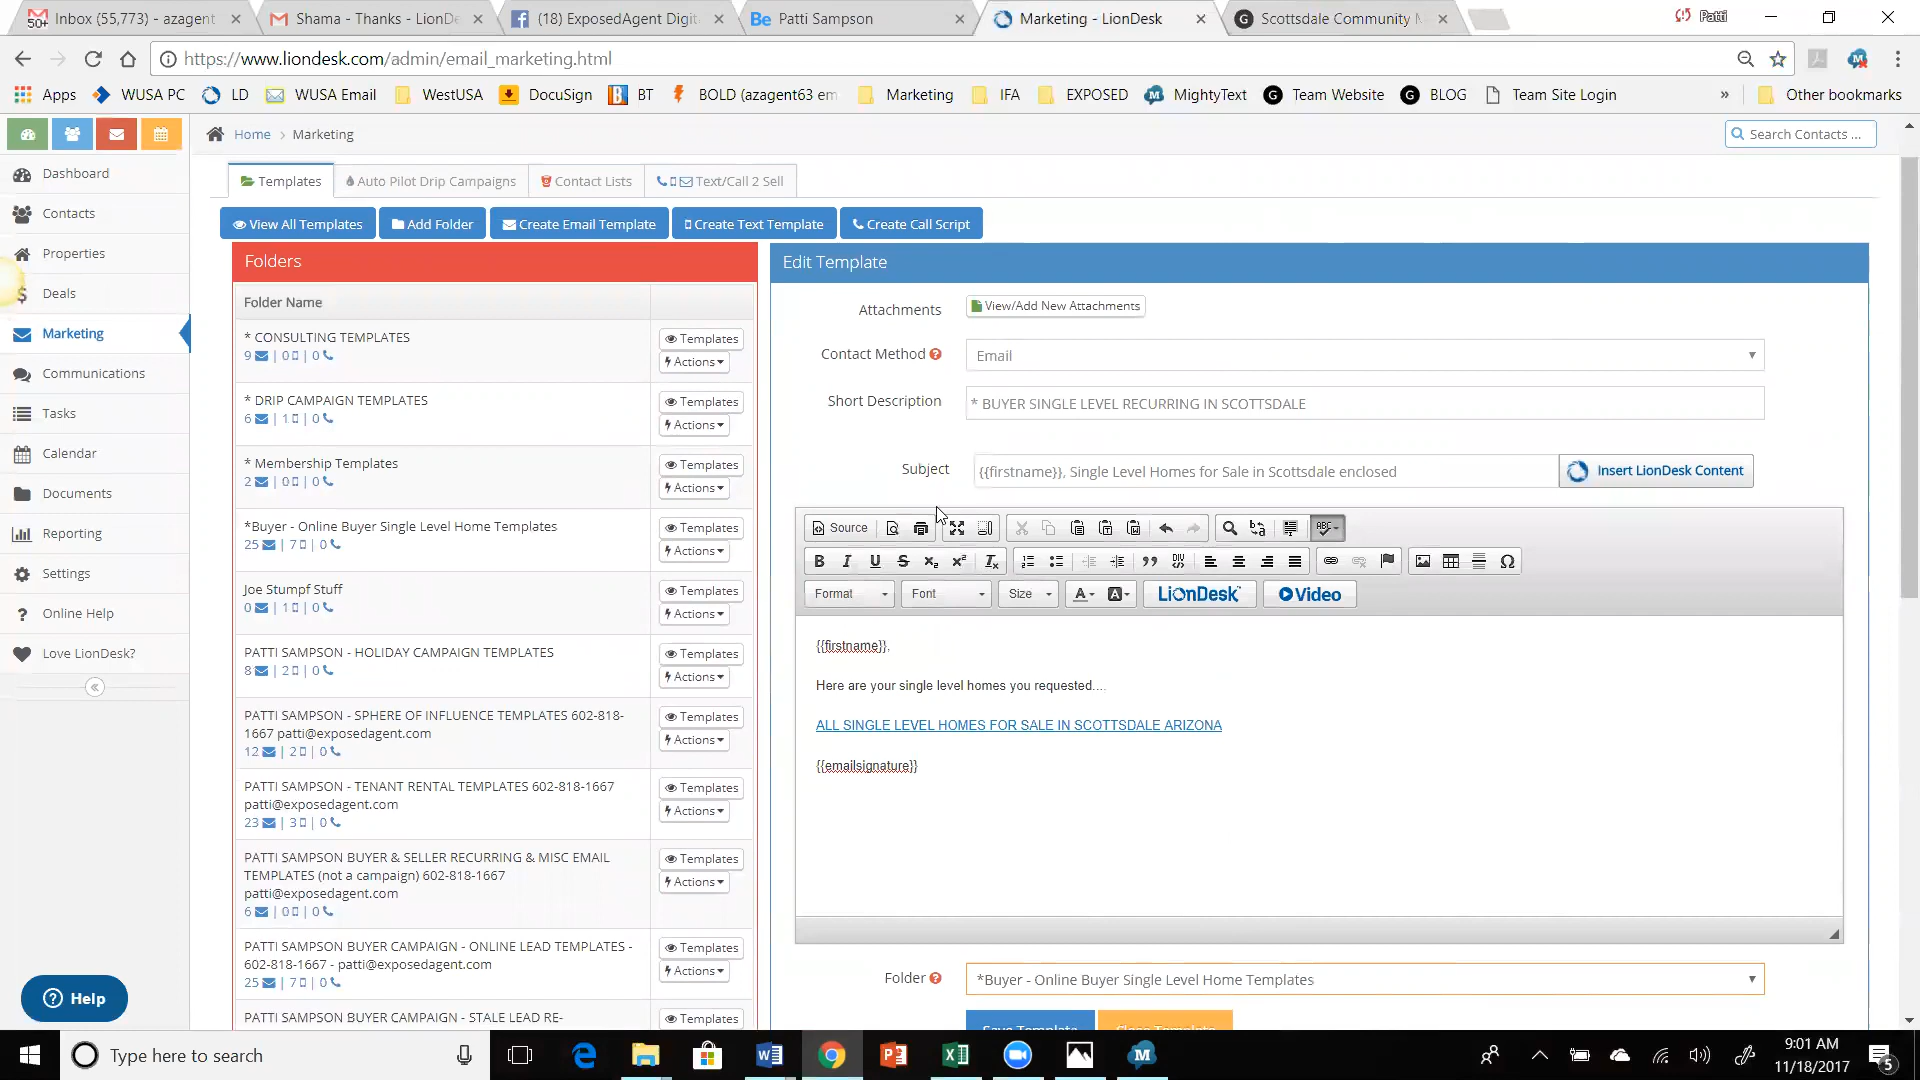 Inbox (55,773) - azagent
Shama - Thanks - LionDe
(18) ExposedAgent Digit
Patti Sampson
Marketing - LionDesk
Scottsdale Community M
Patti
https://www.liondesk.com/admin/email_marketing.html
Apps
WUSA PC
LD
WUSA Email
WestUSA
DocuSign
BT
BOLD (azagent63 em
Marketing
IFA
EXPOSED
MightyText
Team Website
BLOG
Team Site Login
»
Other bookmarks
Home > Marketing
Search Contacts ...
Dashboard
Contacts
Properties
Deals
Marketing
Communications
Tasks
Calendar
Documents
Reporting
Settings
Online Help
Love LionDesk?
Help
Templates
Auto Pilot Drip Campaigns
Contact Lists
Text/Call 2 Sell
View All Templates
Add Folder
Create Email Template
Create Text Template
Create Call Script
Folders
Folder Name
* CONSULTING TEMPLATES
9 | 0 | 0
Templates
Actions
* DRIP CAMPAIGN TEMPLATES
6 | 1 | 0
Templates
Actions
* Membership Templates
2 | 0 | 0
Templates
Actions
*Buyer - Online Buyer Single Level Home Templates
25 | 7 | 0
Templates
Actions
Joe Stumpf Stuff
0 | 1 | 0
Templates
Actions
PATTI SAMPSON - HOLIDAY CAMPAIGN TEMPLATES
8 | 2 | 0
Templates
Actions
PATTI SAMPSON - SPHERE OF INFLUENCE TEMPLATES 602-818-
1667 patti@exposedagent.com
12 | 2 | 0
Templates
Actions
PATTI SAMPSON - TENANT RENTAL TEMPLATES 602-818-1667
patti@exposedagent.com
23 | 3 | 0
Templates
Actions
PATTI SAMPSON BUYER & SELLER RECURRING & MISC EMAIL
TEMPLATES (not a campaign) 602-818-1667
patti@exposedagent.com
6 | 0 | 0
Templates
Actions
PATTI SAMPSON BUYER CAMPAIGN - ONLINE LEAD TEMPLATES -
602-818-1667 - patti@exposedagent.com
25 | 7 | 0
Templates
Actions
PATTI SAMPSON BUYER CAMPAIGN - STALE LEAD RE-
Templates
Edit Template
Attachments
View/Add New Attachments
Contact Method
Email
Short Description
* BUYER SINGLE LEVEL RECURRING IN SCOTTSDALE
Subject
{{firstname}}, Single Level Homes for Sale in Scottsdale enclosed
Insert LionDesk Content
Source
Format
Font
Size
LionDesk
Video
{{firstname}},
Here are your single level homes you requested....
ALL SINGLE LEVEL HOMES FOR SALE IN SCOTTSDALE ARIZONA
{{emailsignature}}
Folder
*Buyer - Online Buyer Single Level Home Templates
Save Template
Close Template
Type here to search
9:01 AM
11/18/2017
5